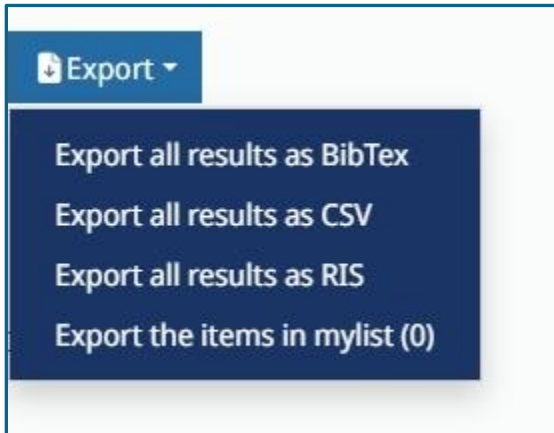 Export
Export all results as BibTex
Export all results as CSV
Export all results as RIS
Export the items in mylist (0)